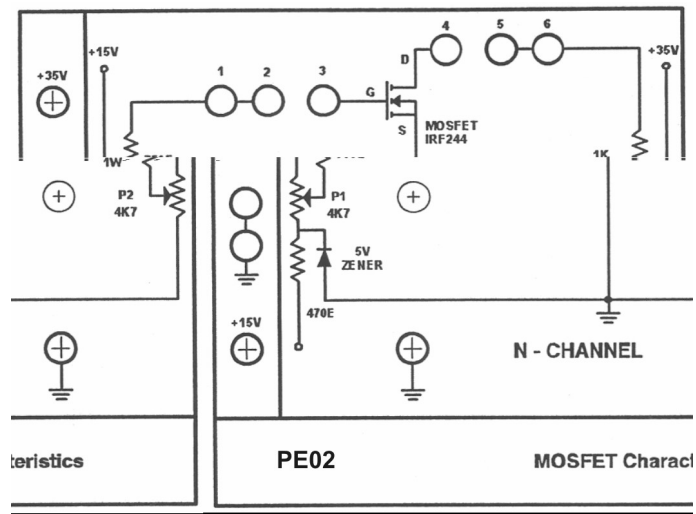 4 5 6
+15V
+35V
+35V
1 2 3
D
G
S
MOSFET
IRF244
1W
1K
P2
4K7
P1
4K7
5V
ZENER
470E
+15V
N - CHANNEL
teristics
PE02
MOSFET Charact